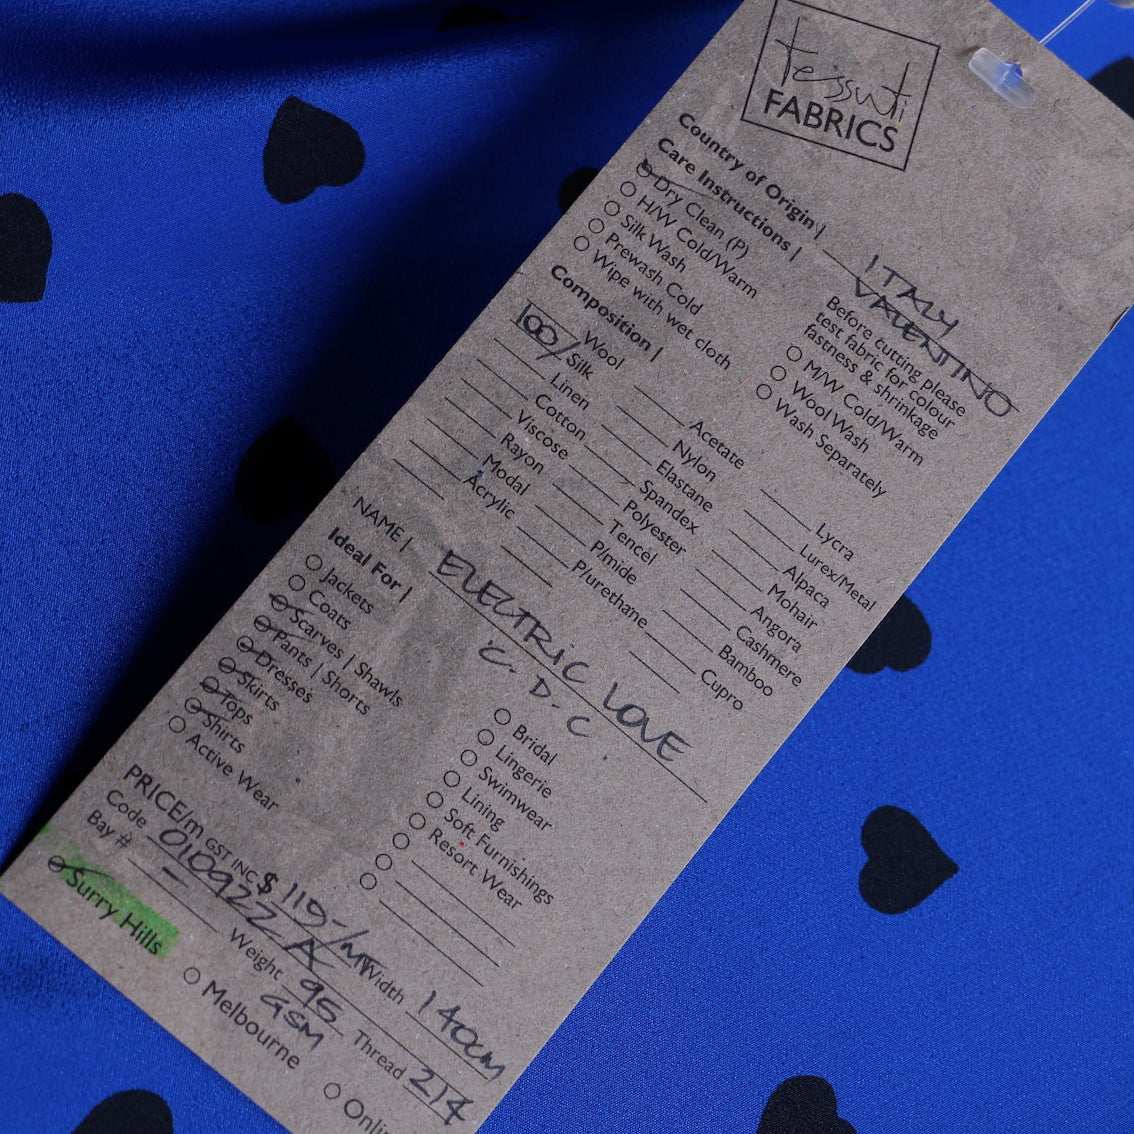 tessuti
FABRICS
Country of Origin | ITALY
VALENTINO
Care Instructions |
Dry Clean (P)
H/W Cold/Warm
Silk Wash
Prewash Cold
Wipe with wet cloth
Before cutting please
test fabric for colour
fastness & shrinkage
M/W Cold/Warm
Wool Wash
Wash Separately
Composition |
Wool
100% Silk
Linen
Cotton
Viscose
Rayon
Modal
Acrylic
Acetate
Nylon
Elastane
Spandex
Polyester
Tencel
P/mide
P/urethane
Lycra
Lurex/Metal
Alpaca
Mohair
Angora
Cashmere
Bamboo
Cupro
NAME | ELECTRIC LOVE
C. D. C.
Ideal For |
Jackets
Coats
Scarves | Shawls
Pants | Shorts
Dresses
Skirts
Tops
Shirts
Active Wear
Bridal
Lingerie
Swimwear
Lining
Soft Furnishings
Resort Wear
PRICE/m GST INC $ 119-/m Width 140cm
Code 010922A Weight 95 GSM Thread 214
Bay #
Surry Hills
Melbourne